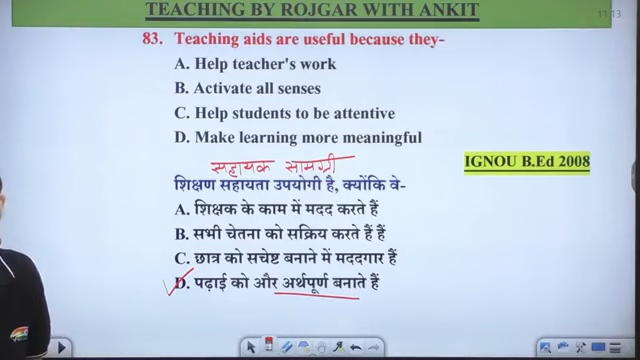 TEACHING BY ROJGAR WITH ANKIT
11:13
83. Teaching aids are useful because they-
A. Help teacher's work
B. Activate all senses
C. Help students to be attentive
D. Make learning more meaningful
सहायक सामग्री
IGNOU B.Ed 2008
शिक्षण सहायता उपयोगी है, क्योंकि वे-
A. शिक्षक के काम में मदद करते हैं
B. सभी चेतना को सक्रिय करते हैं हैं
C. छात्र को सचेष्ट बनाने में मददगार हैं
D. पढ़ाई को और अर्थपूर्ण बनाते हैं